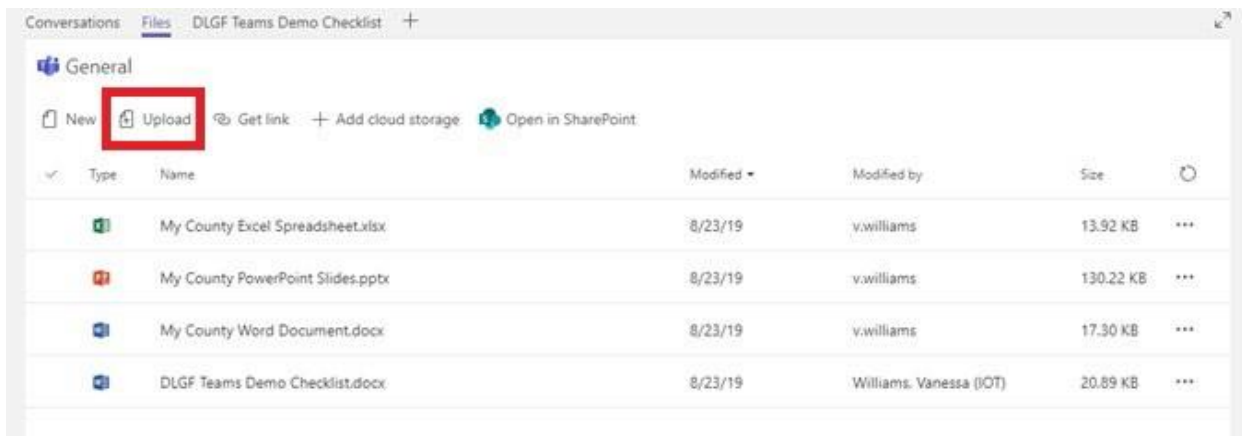 Conversations Files DLGF Teams Demo Checklist +
General
New Upload Get link + Add cloud storage Open in SharePoint
Type Name Modified Modified by Size
My County Excel Spreadsheet.xlsx 8/23/19 v.williams 13.92 KB ...
My County PowerPoint Slides.pptx 8/23/19 v.williams 130.22 KB ...
My County Word Document.docx 8/23/19 v.williams 17.30 KB ...
DLGF Teams Demo Checklist.docx 8/23/19 Williams, Vanessa (IOT) 20.89 KB ...